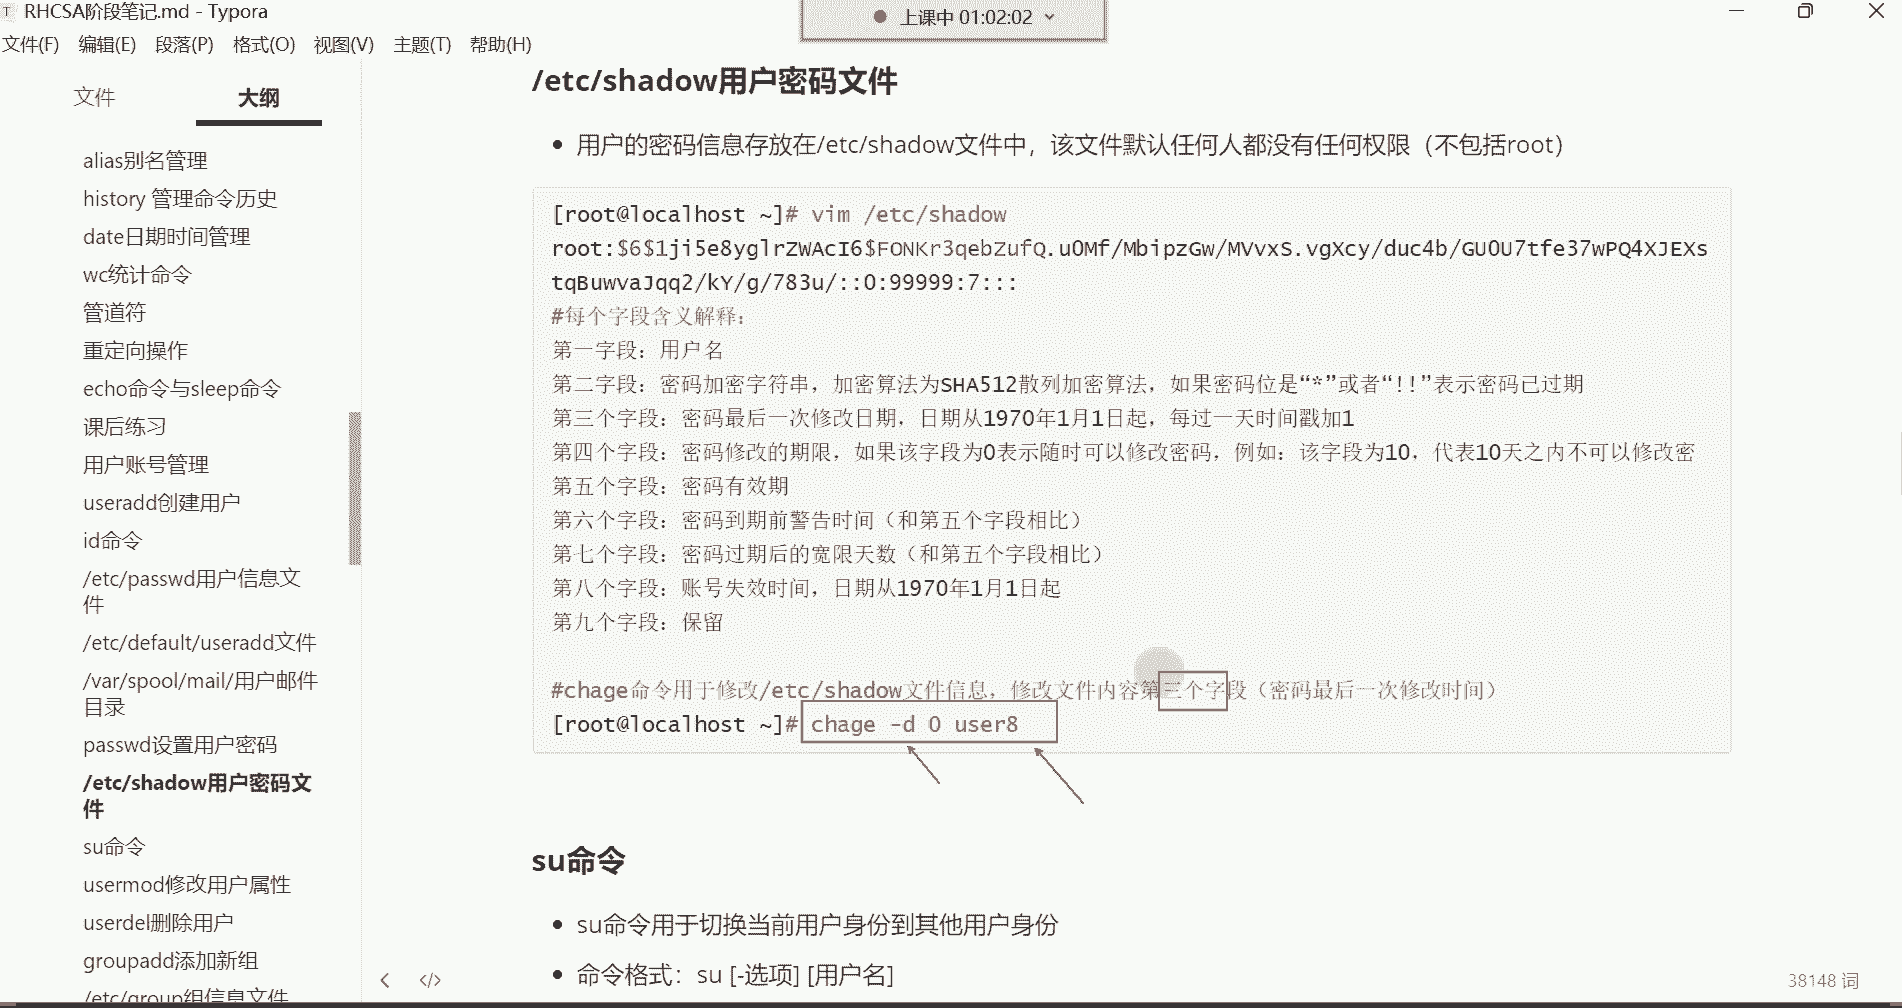 RHCSA阶段笔记.md - Typora
上课中 01:02:02
文件(F) 编辑(E) 段落(P) 格式(O) 视图(V) 主题(T) 帮助(H)
文件 大纲
alias别名管理
history 管理命令历史
date日期时间管理
wc统计命令
管道符
重定向操作
echo命令与sleep命令
课后练习
用户账号管理
useradd创建用户
id命令
/etc/passwd用户信息文
件
/etc/default/useradd文件
/var/spool/mail/用户邮件
目录
passwd设置用户密码
/etc/shadow用户密码文
件
su命令
usermod修改用户属性
userdel删除用户
groupadd添加新组
/etc/group组信息文件
/etc/shadow用户密码文件
用户的密码信息存放在/etc/shadow文件中，该文件默认任何人都没有任何权限（不包括root）
[root@localhost ~]# vim /etc/shadow
root:$6$1ji5e8yglrZWAcI6$FONKr3qebZufQ.uOMf/MbipzGw/MVvxS.vgXcy/duc4b/GUOU7tfe37wPQ4XJEXs
tqBuwvaJqq2/kY/g/783u/::0:99999:7:::
#每个字段含义解释：
第一字段：用户名
第二字段：密码加密字符串，加密算法为SHA512散列加密算法，如果密码位是“*”或者“!!”表示密码已过期
第三个字段：密码最后一次修改日期，日期从1970年1月1日起，每过一天时间戳加1
第四个字段：密码修改的期限，如果该字段为0表示随时可以修改密码，例如：该字段为10，代表10天之内不可以修改密
第五个字段：密码有效期
第六个字段：密码到期前警告时间（和第五个字段相比）
第七个字段：密码过期后的宽限天数（和第五个字段相比）
第八个字段：账号失效时间，日期从1970年1月1日起
第九个字段：保留
#chage命令用于修改/etc/shadow文件信息，修改文件内容第三个字段（密码最后一次修改时间）
[root@localhost ~]# chage -d 0 user8
su命令
su命令用于切换当前用户身份到其他用户身份
命令格式：su [-选项] [用户名]
38148 词